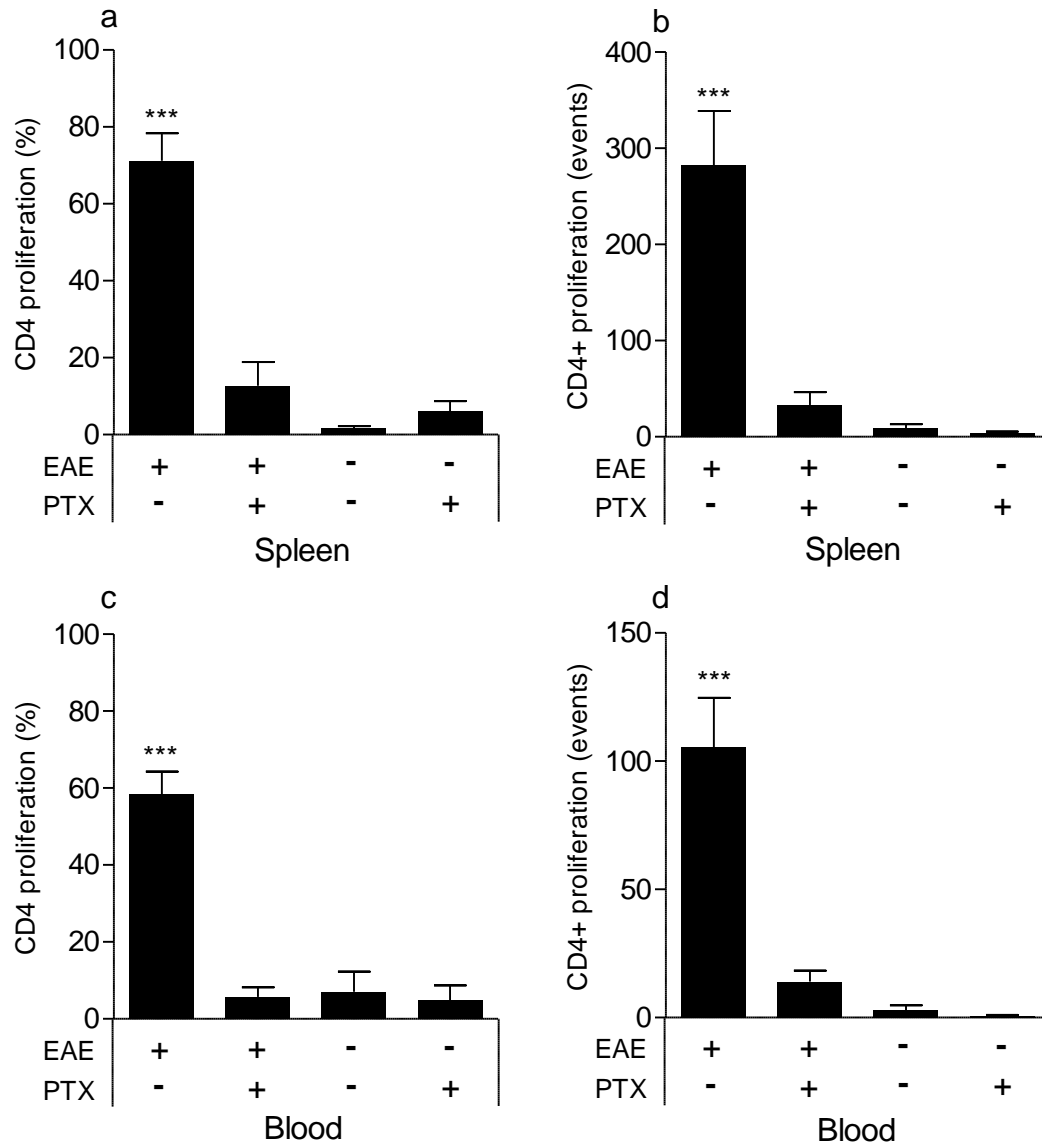 a
CD4 proliferation (%)
100
80
60
40
20
0
***
EAE + + - -
PTX - + - +
Spleen
b
CD4+ proliferation (events)
400
300
200
100
0
***
EAE + + - -
PTX - + - +
Spleen
c
CD4 proliferation (%)
100
80
60
40
20
0
***
EAE + + - -
PTX - + - +
Blood
d
CD4+ proliferation (events)
150
100
50
0
***
EAE + + - -
PTX - + - +
Blood